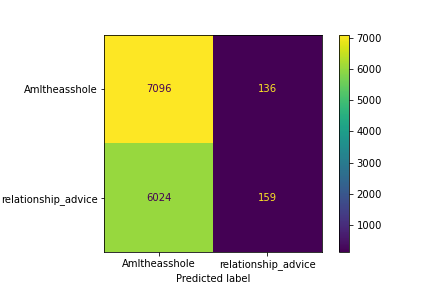 7000
7096 136
AmItheasshole
6000
5000
4000
3000
6024 159
relationship_advice
2000
1000
AmItheasshole relationship_advice
Predicted label